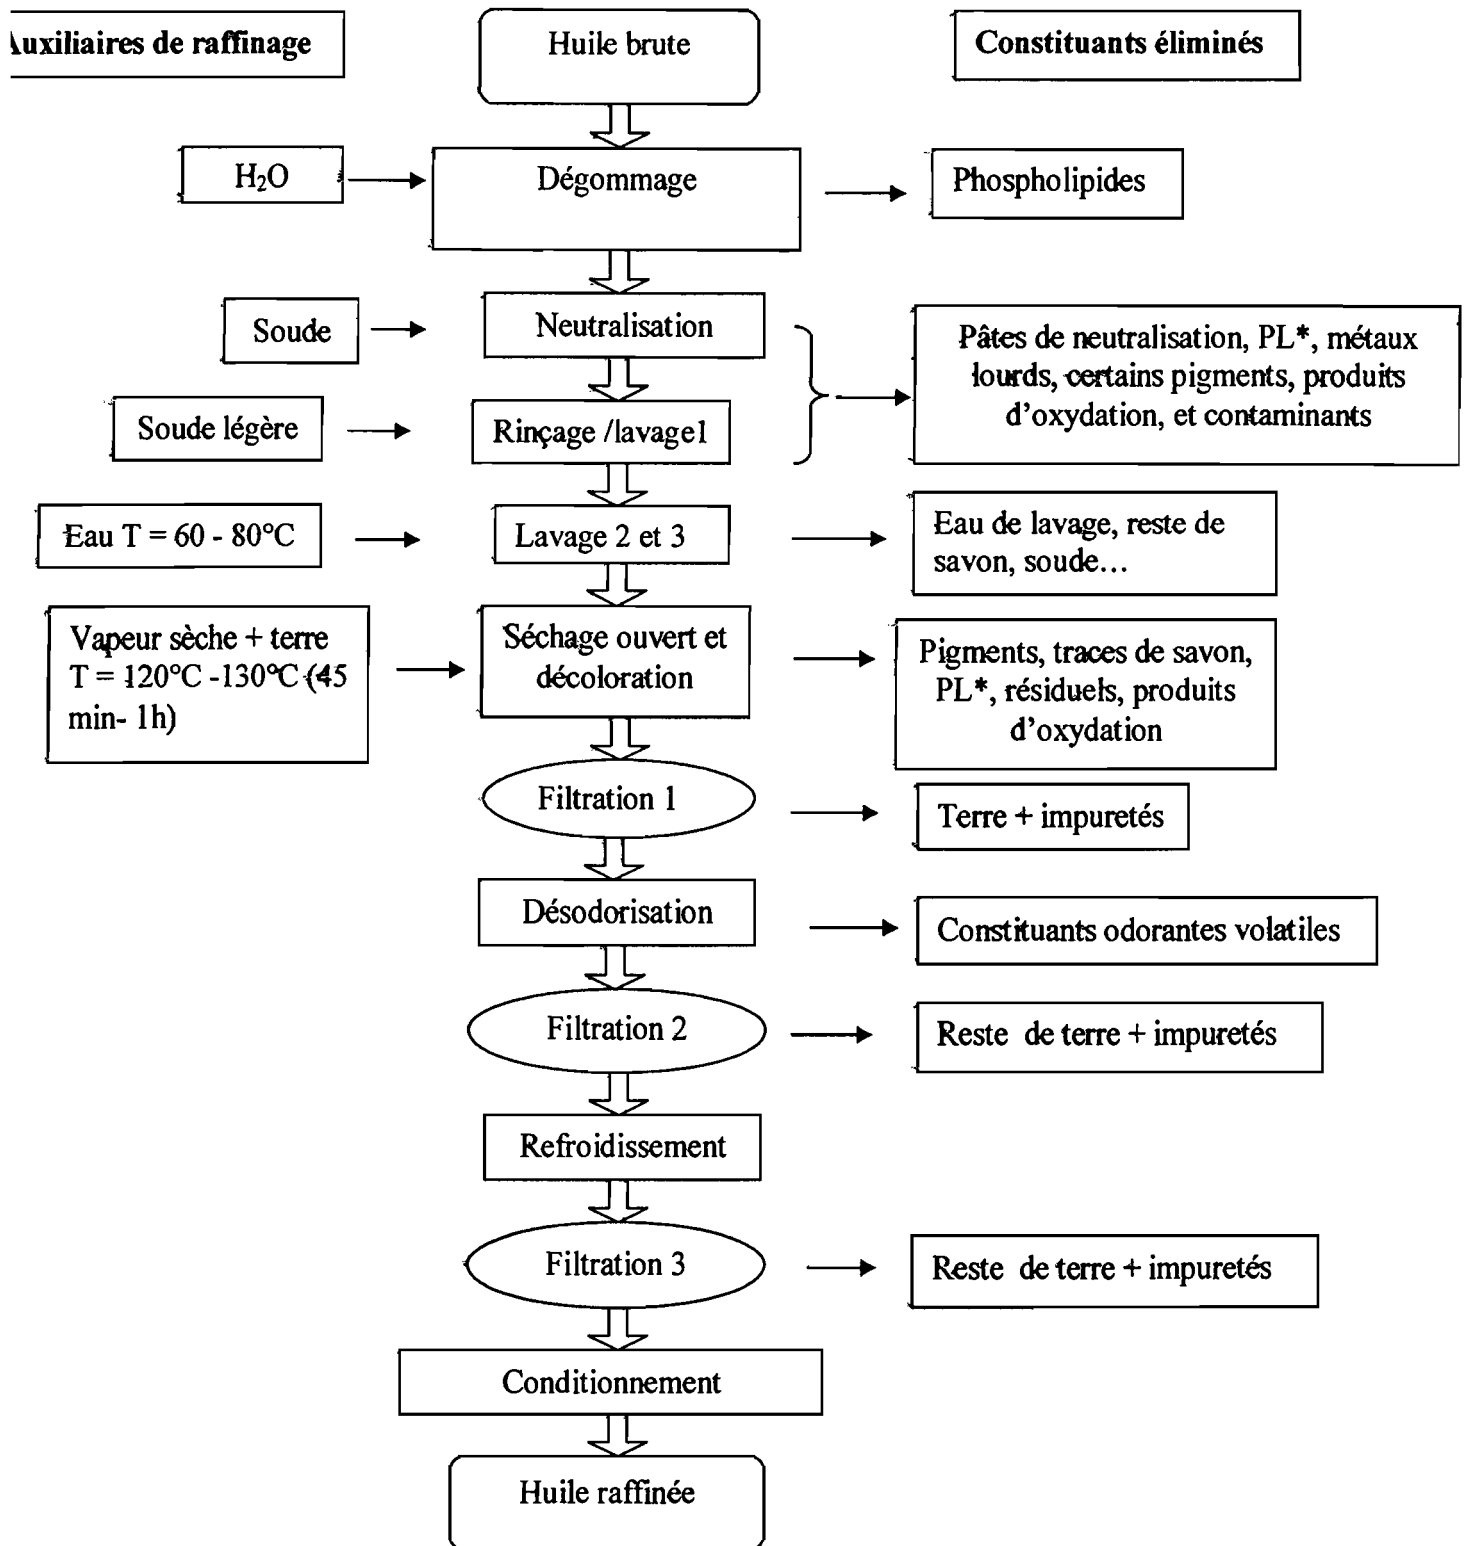 Auxiliaires de raffinage
Huile brute
Constituants éliminés
H₂O
Dégommage
Phospholipides
Soude
Neutralisation
Pâtes de neutralisation, PL*, métaux
lourds, certains pigments, produits
d'oxydation, et contaminants
Soude légère
Rinçage /lavage1
Eau T = 60 - 80°C
Lavage 2 et 3
Eau de lavage, reste de
savon, soude...
Vapeur sèche + terre
T = 120°C -130°C (45
min- 1h)
Séchage ouvert et
décoloration
Pigments, traces de savon,
PL*, résiduels, produits
d'oxydation
Filtration 1
Terre + impuretés
Désodorisation
Constituants odorantes volatiles
Filtration 2
Reste de terre + impuretés
Refroidissement
Filtration 3
Reste de terre + impuretés
Conditionnement
Huile raffinée